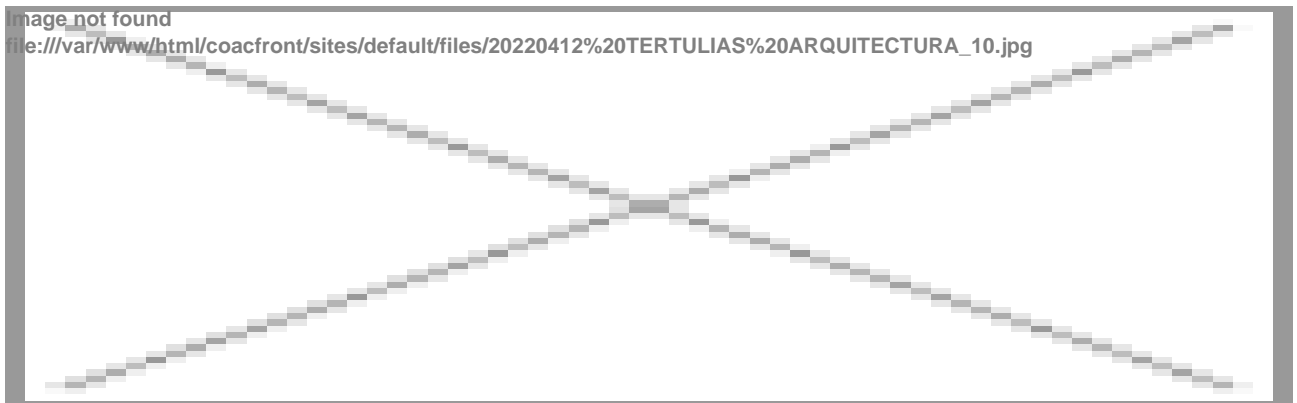 Image not found
file:///var/www/html/coacfront/sites/default/files/20220412%20TERTULIAS%20ARQUITECTURA_10.jpg